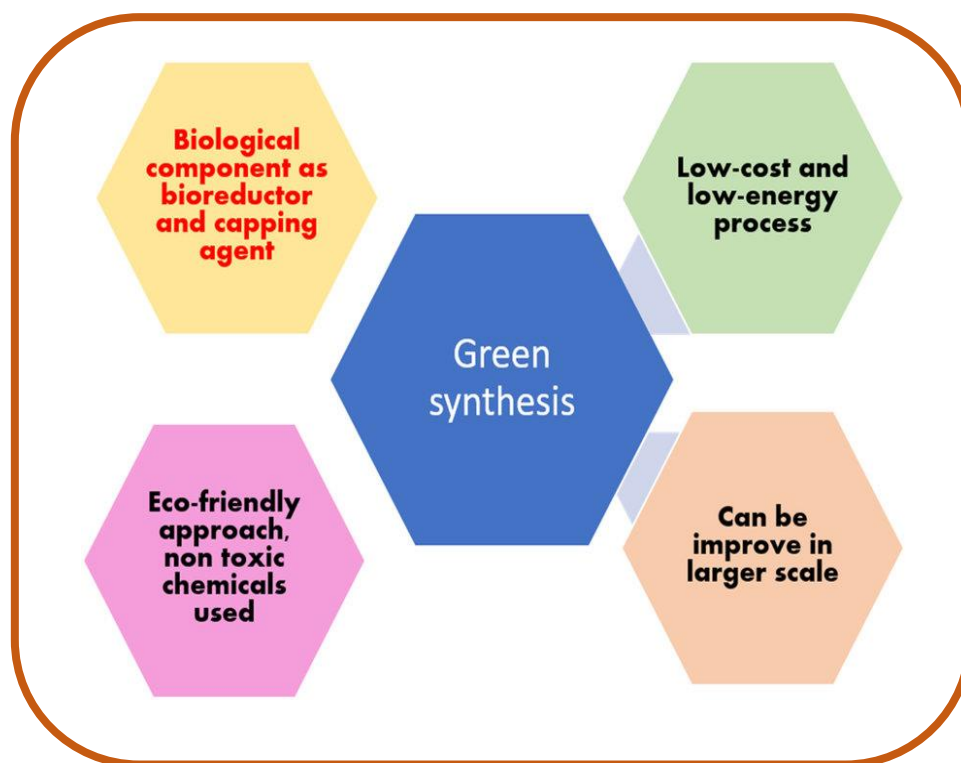 Biological
component as
bioreductor
and capping
agent
Low-cost and
low-energy
process
Green
synthesis
Eco-friendly
approach,
non toxic
chemicals
used
Can be
improve in
larger scale